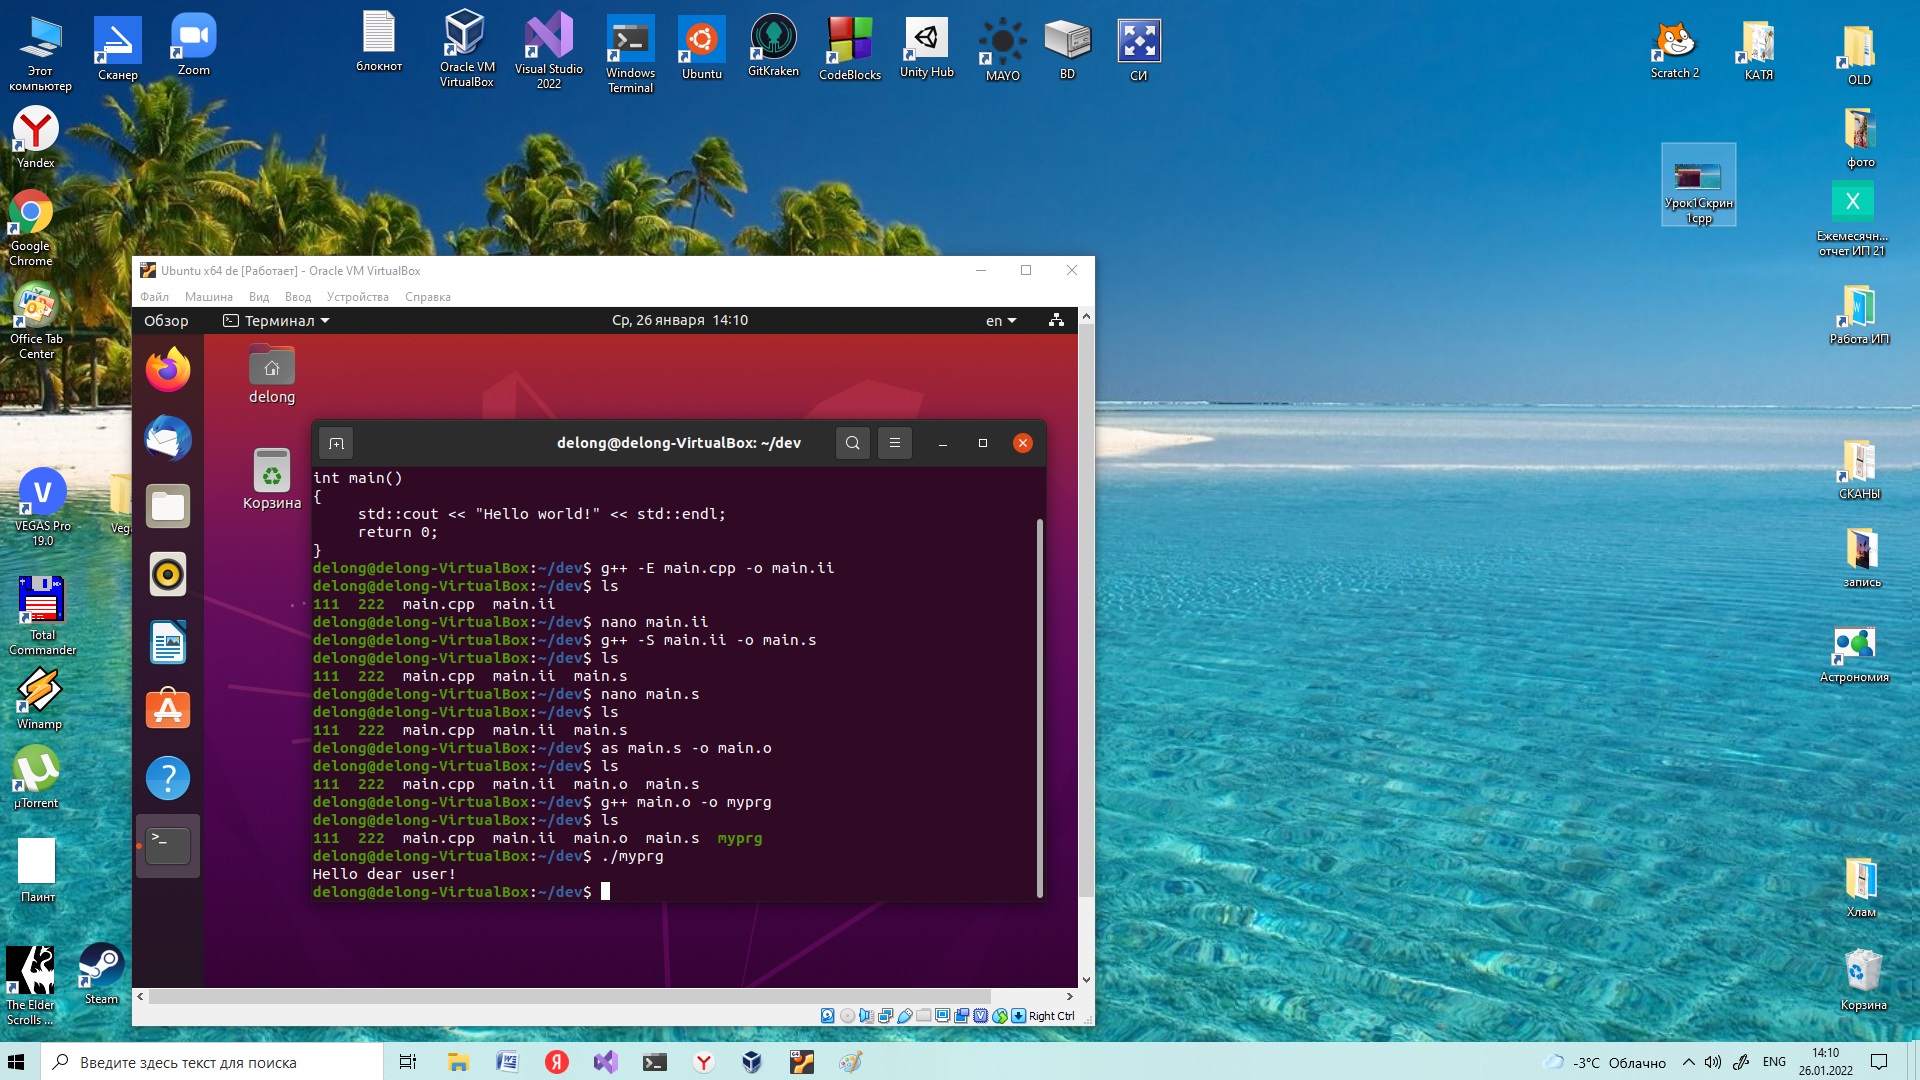 Этот
компьютер
Сканер
Zoom
блокнот
Oracle VM
VirtualBox
Visual Studio
2022
Windows
Terminal
Ubuntu
GitKraken
CodeBlocks
Unity Hub
MAYO
BD
СИ
Scratch 2
КАТЯ
OLD
Yandex
фото
Урок1Скрин
1cpp
Google
Chrome
Ежемесячн...
отчет ИП 21
Office Tab
Center
Работа ИП
VEGAS Pro
19.0
Veg
СКАНЫ
запись
Total
Commander
Астрономия
Winamp
µTorrent
Паинт
Хлам
The Elder
Scrolls ...
Steam
Корзина
Ubuntu x64 de [Работает] - Oracle VM VirtualBox
Файл Машина Вид Ввод Устройства Справка
Обзор Терминал Ср, 26 января 14:10 en
delong
Корзина
delong@delong-VirtualBox: ~/dev
int main()
{
std::cout << "Hello world!" << std::endl;
return 0;
}
delong@delong-VirtualBox:~/dev$ g++ -E main.cpp -o main.ii
delong@delong-VirtualBox:~/dev$ ls
111 222 main.cpp main.ii
delong@delong-VirtualBox:~/dev$ nano main.ii
delong@delong-VirtualBox:~/dev$ g++ -S main.ii -o main.s
delong@delong-VirtualBox:~/dev$ ls
111 222 main.cpp main.ii main.s
delong@delong-VirtualBox:~/dev$ nano main.s
delong@delong-VirtualBox:~/dev$ ls
111 222 main.cpp main.ii main.s
delong@delong-VirtualBox:~/dev$ as main.s -o main.o
delong@delong-VirtualBox:~/dev$ ls
111 222 main.cpp main.ii main.o main.s
delong@delong-VirtualBox:~/dev$ g++ main.o -o myprg
delong@delong-VirtualBox:~/dev$ ls
111 222 main.cpp main.ii main.o main.s myprg
delong@delong-VirtualBox:~/dev$ ./myprg
Hello dear user!
delong@delong-VirtualBox:~/dev$
Right Ctrl
Введите здесь текст для поиска
-3°C Облачно
ENG
14:10
26.01.2022